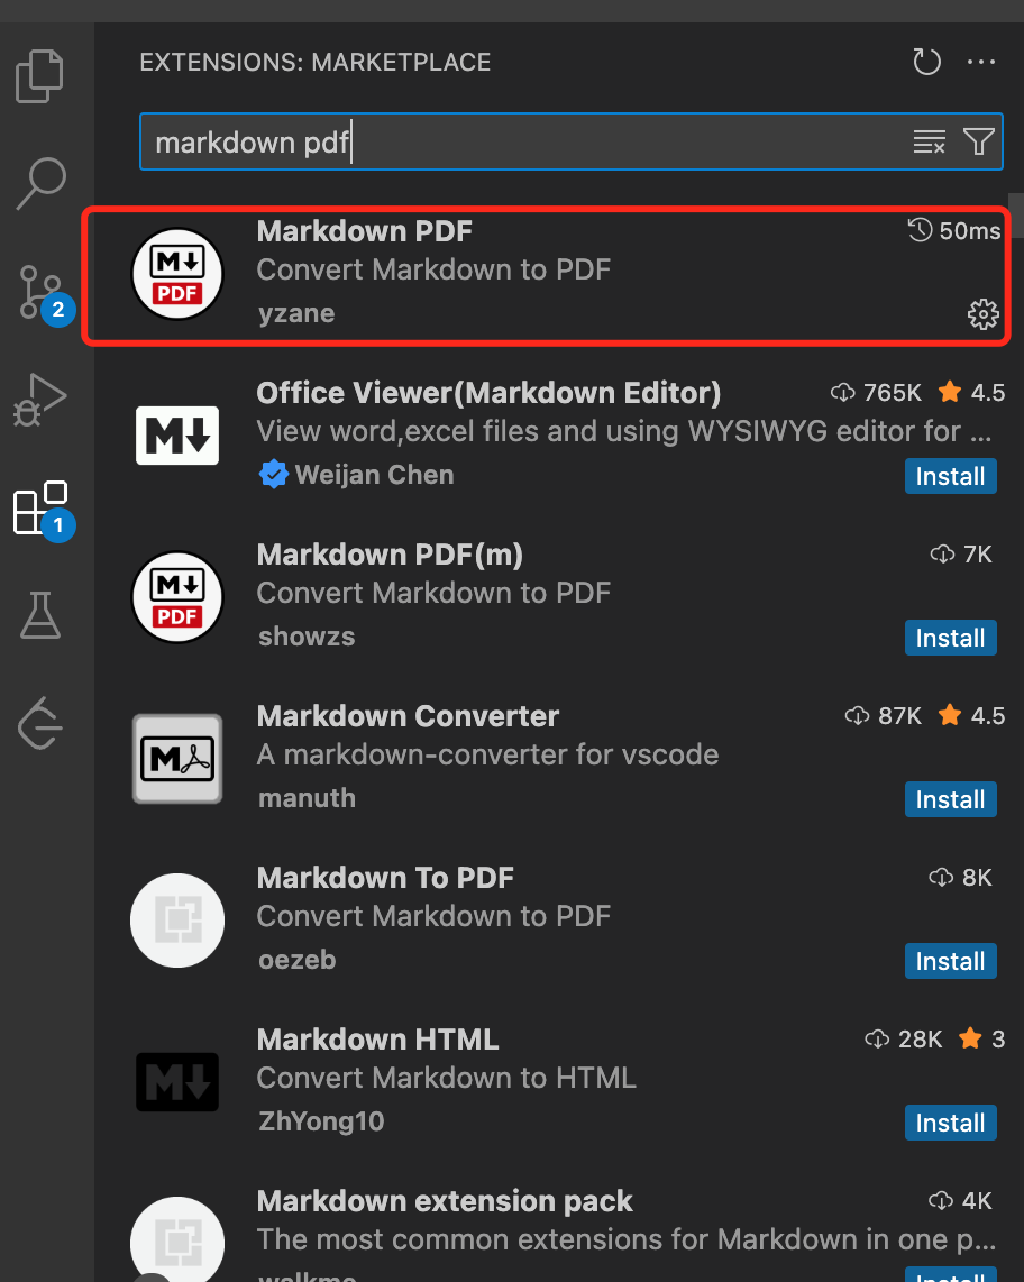 EXTENSIONS: MARKETPLACE
markdown pdf
Markdown PDF 50ms
M PDF
Convert Markdown to PDF
yzane
2
Office Viewer(Markdown Editor) 765K 4.5
M
View word,excel files and using WYSIWYG editor for ...
Weijan Chen Install
1
Markdown PDF(m) 7K
M PDF
Convert Markdown to PDF
showzs
Install
Markdown Converter 87K 4.5
M
A markdown-converter for vscode
manuth Install
Markdown To PDF 8K
Convert Markdown to PDF
oezeb Install
Markdown HTML 28K 3
M
Convert Markdown to HTML
ZhYong10 Install
Markdown extension pack 4K
The most common extensions for Markdown in one p...
Install